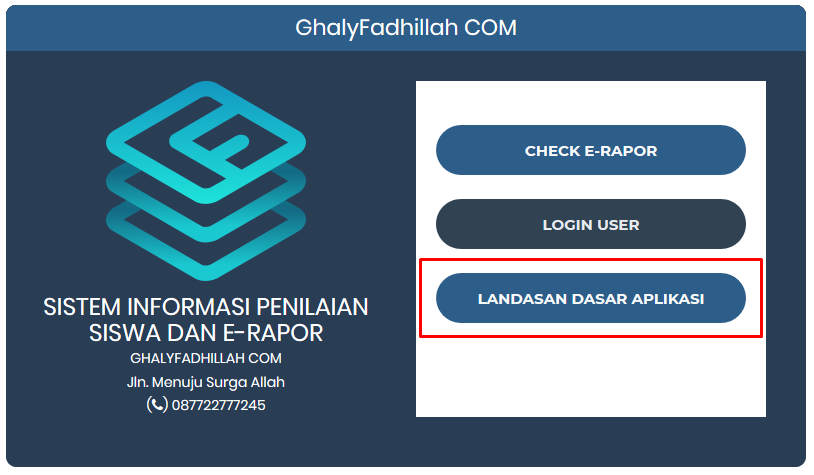 GhalyFadhillah COM
SISTEM INFORMASI PENILAIAN
SISWA DAN E-RAPOR
GHALYFADHILLAH COM
Jln. Menuju Surga Allah
() 087722777245
CHECK E-RAPOR
LOGIN USER
LANDASAN DASAR APLIKASI